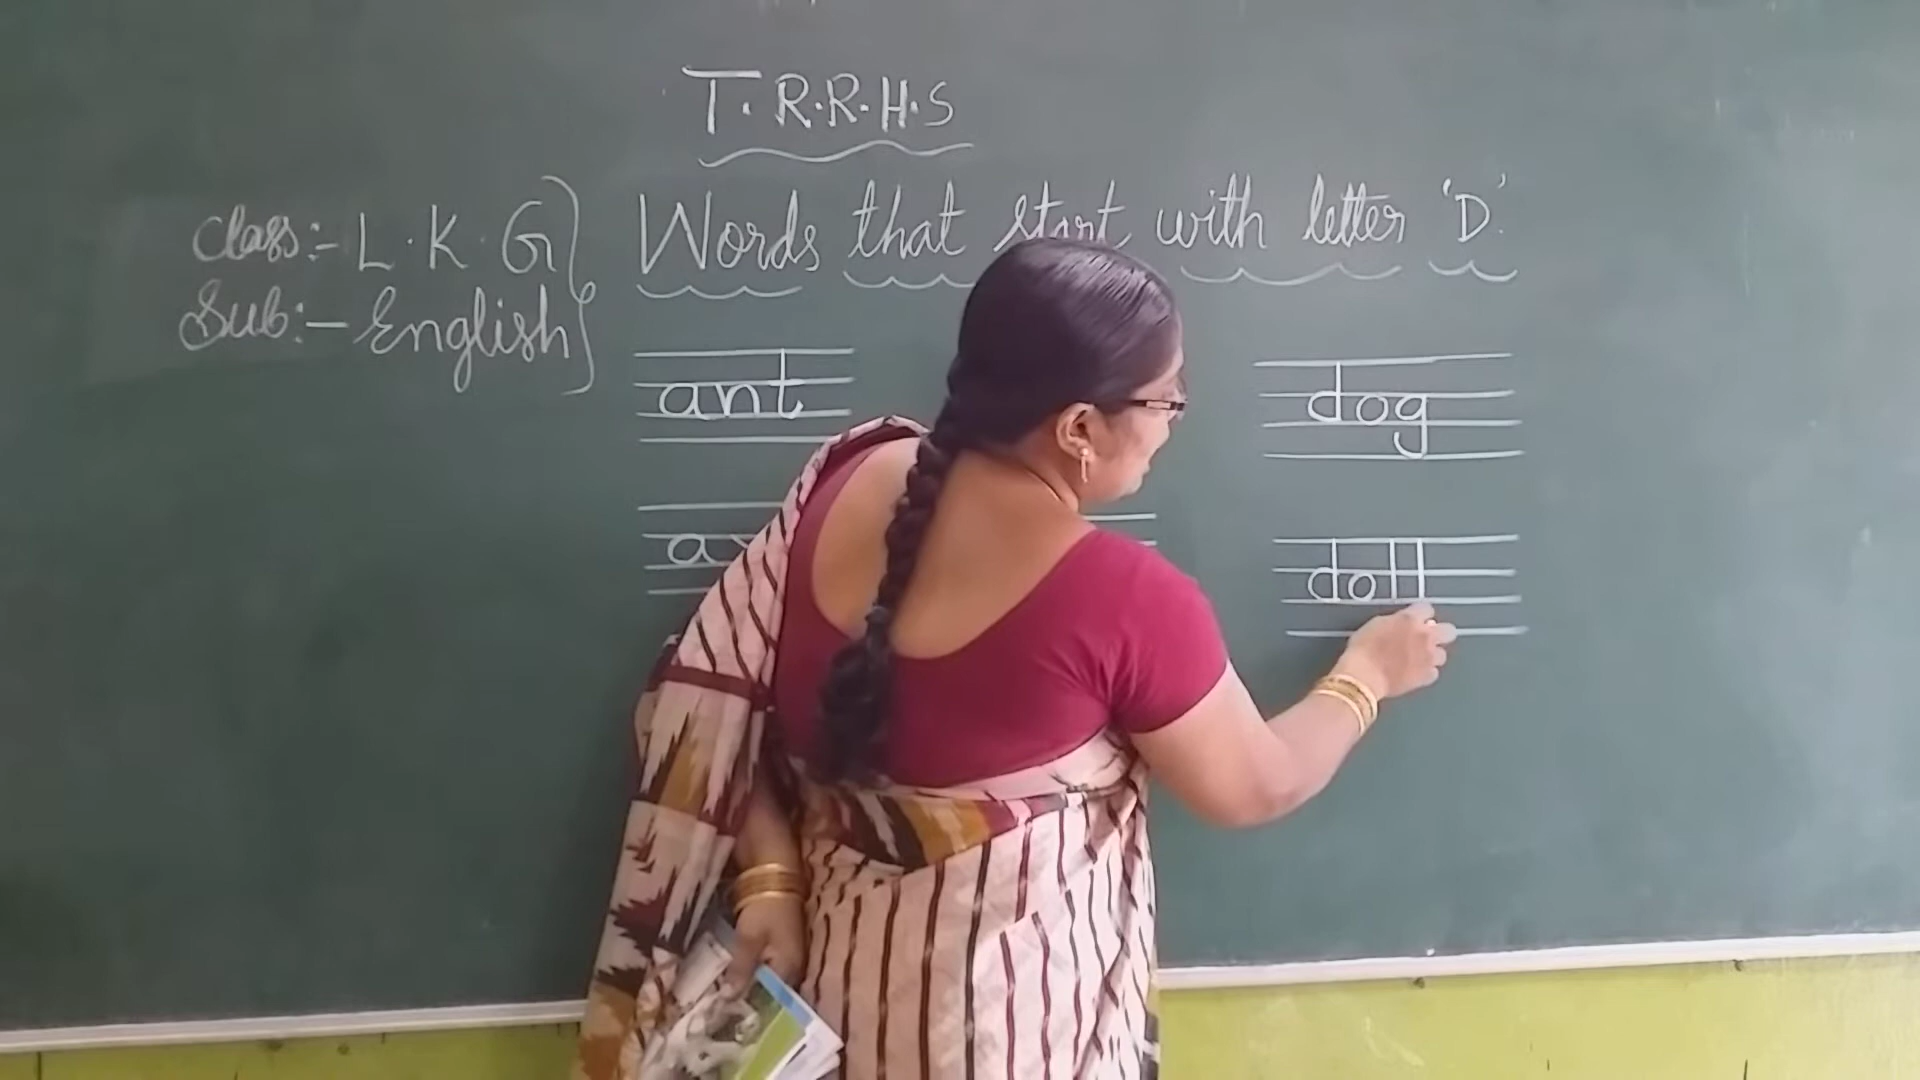 T.R.R.H.S
Class:- L.K.G
Sub:- English
Words that start with letter 'D'.
ant
dog
doll